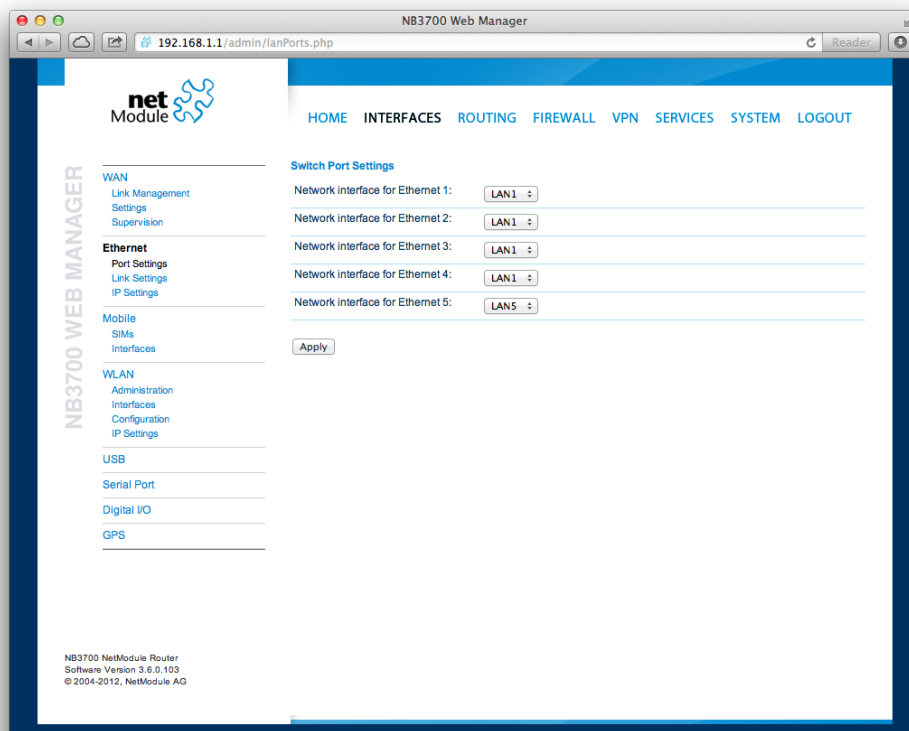 NB3700 Web Manager
192.168.1.1/admin/lanPorts.php
Reader
net
Module
HOME INTERFACES ROUTING FIREWALL VPN SERVICES SYSTEM LOGOUT
NB3700 WEB MANAGER
WAN
Link Management
Settings
Supervision
Ethernet
Port Settings
Link Settings
IP Settings
Mobile
SIMs
Interfaces
WLAN
Administration
Interfaces
Configuration
IP Settings
USB
Serial Port
Digital I/O
GPS
Switch Port Settings
Network interface for Ethernet 1: LAN1
Network interface for Ethernet 2: LAN1
Network interface for Ethernet 3: LAN1
Network interface for Ethernet 4: LAN1
Network interface for Ethernet 5: LAN5
Apply
NB3700 NetModule Router
Software Version 3.6.0.103
© 2004-2012, NetModule AG